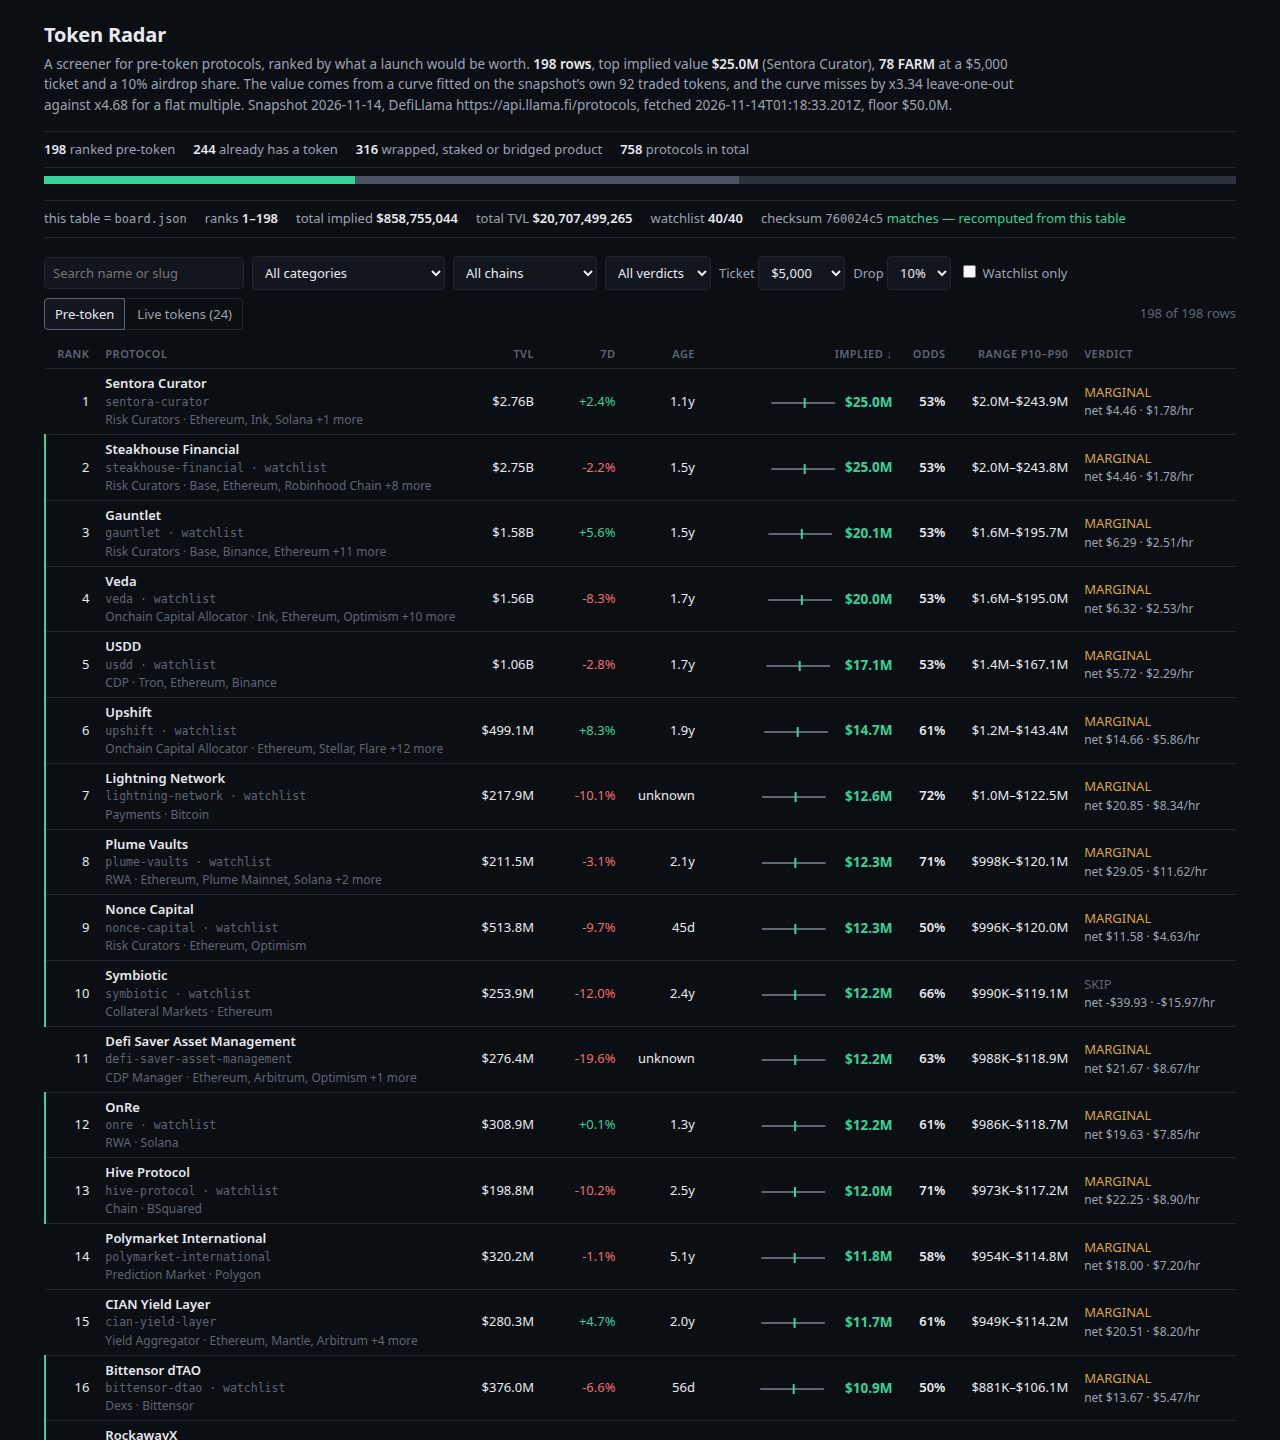 Token Radar
A screener for pre-token protocols, ranked by what a launch would be worth. 198 rows, top implied value $25.0M (Sentora Curator), 78 FARM at a $5,000
ticket and a 10% airdrop share. The value comes from a curve fitted on the snapshot's own 92 traded tokens, and the curve misses by x3.34 leave-one-out
against x4.68 for a flat multiple. Snapshot 2026-11-14, DefiLlama https://api.llama.fi/protocols, fetched 2026-11-14T01:18:33.201Z, floor $50.0M.
198 ranked pre-token 244 already has a token 316 wrapped, staked or bridged product 758 protocols in total
this table = board.json ranks 1–198 total implied $858,755,044 total TVL $20,707,499,265 watchlist 40/40 checksum 760024c5 matches — recomputed from this table
Search name or slug All categories All chains All verdicts Ticket $5,000 Drop 10% Watchlist only
Pre-token Live tokens (24) 198 of 198 rows
RANK PROTOCOL TVL 7D AGE IMPLIED ↓ ODDS RANGE P10–P90 VERDICT
Sentora Curator
1 sentora-curator $2.76B +2.4% 1.1y $25.0M 53% $2.0M–$243.9M MARGINAL
Risk Curators · Ethereum, Ink, Solana +1 more net $4.46 · $1.78/hr
Steakhouse Financial
2 steakhouse-financial · watchlist $2.75B -2.2% 1.5y $25.0M 53% $2.0M–$243.8M MARGINAL
Risk Curators · Base, Ethereum, Robinhood Chain +8 more net $4.46 · $1.78/hr
Gauntlet
3 gauntlet · watchlist $1.58B +5.6% 1.5y $20.1M 53% $1.6M–$195.7M MARGINAL
Risk Curators · Base, Binance, Ethereum +11 more net $6.29 · $2.51/hr
Veda
4 veda · watchlist $1.56B -8.3% 1.7y $20.0M 53% $1.6M–$195.0M MARGINAL
Onchain Capital Allocator · Ink, Ethereum, Optimism +10 more net $6.32 · $2.53/hr
USDD
5 usdd · watchlist $1.06B -2.8% 1.7y $17.1M 53% $1.4M–$167.1M MARGINAL
CDP · Tron, Ethereum, Binance net $5.72 · $2.29/hr
Upshift
6 upshift · watchlist $499.1M +8.3% 1.9y $14.7M 61% $1.2M–$143.4M MARGINAL
Onchain Capital Allocator · Ethereum, Stellar, Flare +12 more net $14.66 · $5.86/hr
Lightning Network
7 lightning-network · watchlist $217.9M -10.1% unknown $12.6M 72% $1.0M–$122.5M MARGINAL
Payments · Bitcoin net $20.85 · $8.34/hr
Plume Vaults
8 plume-vaults · watchlist $211.5M -3.1% 2.1y $12.3M 71% $998K–$120.1M MARGINAL
RWA · Ethereum, Plume Mainnet, Solana +2 more net $29.05 · $11.62/hr
Nonce Capital
9 nonce-capital · watchlist $513.8M -9.7% 45d $12.3M 50% $996K–$120.0M MARGINAL
Risk Curators · Ethereum, Optimism net $11.58 · $4.63/hr
Symbiotic
10 symbiotic · watchlist $253.9M -12.0% 2.4y $12.2M 66% $990K–$119.1M SKIP
Collateral Markets · Ethereum net -$39.93 · -$15.97/hr
Defi Saver Asset Management
11 defi-saver-asset-management $276.4M -19.6% unknown $12.2M 63% $988K–$118.9M MARGINAL
CDP Manager · Ethereum, Arbitrum, Optimism +1 more net $21.67 · $8.67/hr
OnRe
12 onre · watchlist $308.9M +0.1% 1.3y $12.2M 61% $986K–$118.7M MARGINAL
RWA · Solana net $19.63 · $7.85/hr
Hive Protocol
13 hive-protocol · watchlist $198.8M -10.2% 2.5y $12.0M 71% $973K–$117.2M MARGINAL
Chain · BSquared net $22.25 · $8.90/hr
Polymarket International
14 polymarket-international $320.2M -1.1% 5.1y $11.8M 58% $954K–$114.8M MARGINAL
Prediction Market · Polygon net $18.00 · $7.20/hr
CIAN Yield Layer
15 cian-yield-layer $280.3M +4.7% 2.0y $11.7M 61% $949K–$114.2M MARGINAL
Yield Aggregator · Ethereum, Mantle, Arbitrum +4 more net $20.51 · $8.20/hr
Bittensor dTAO
16 bittensor-dtao · watchlist $376.0M -6.6% 56d $10.9M 50% $881K–$106.1M MARGINAL
Dexs · Bittensor net $13.67 · $5.47/hr
RockawayX